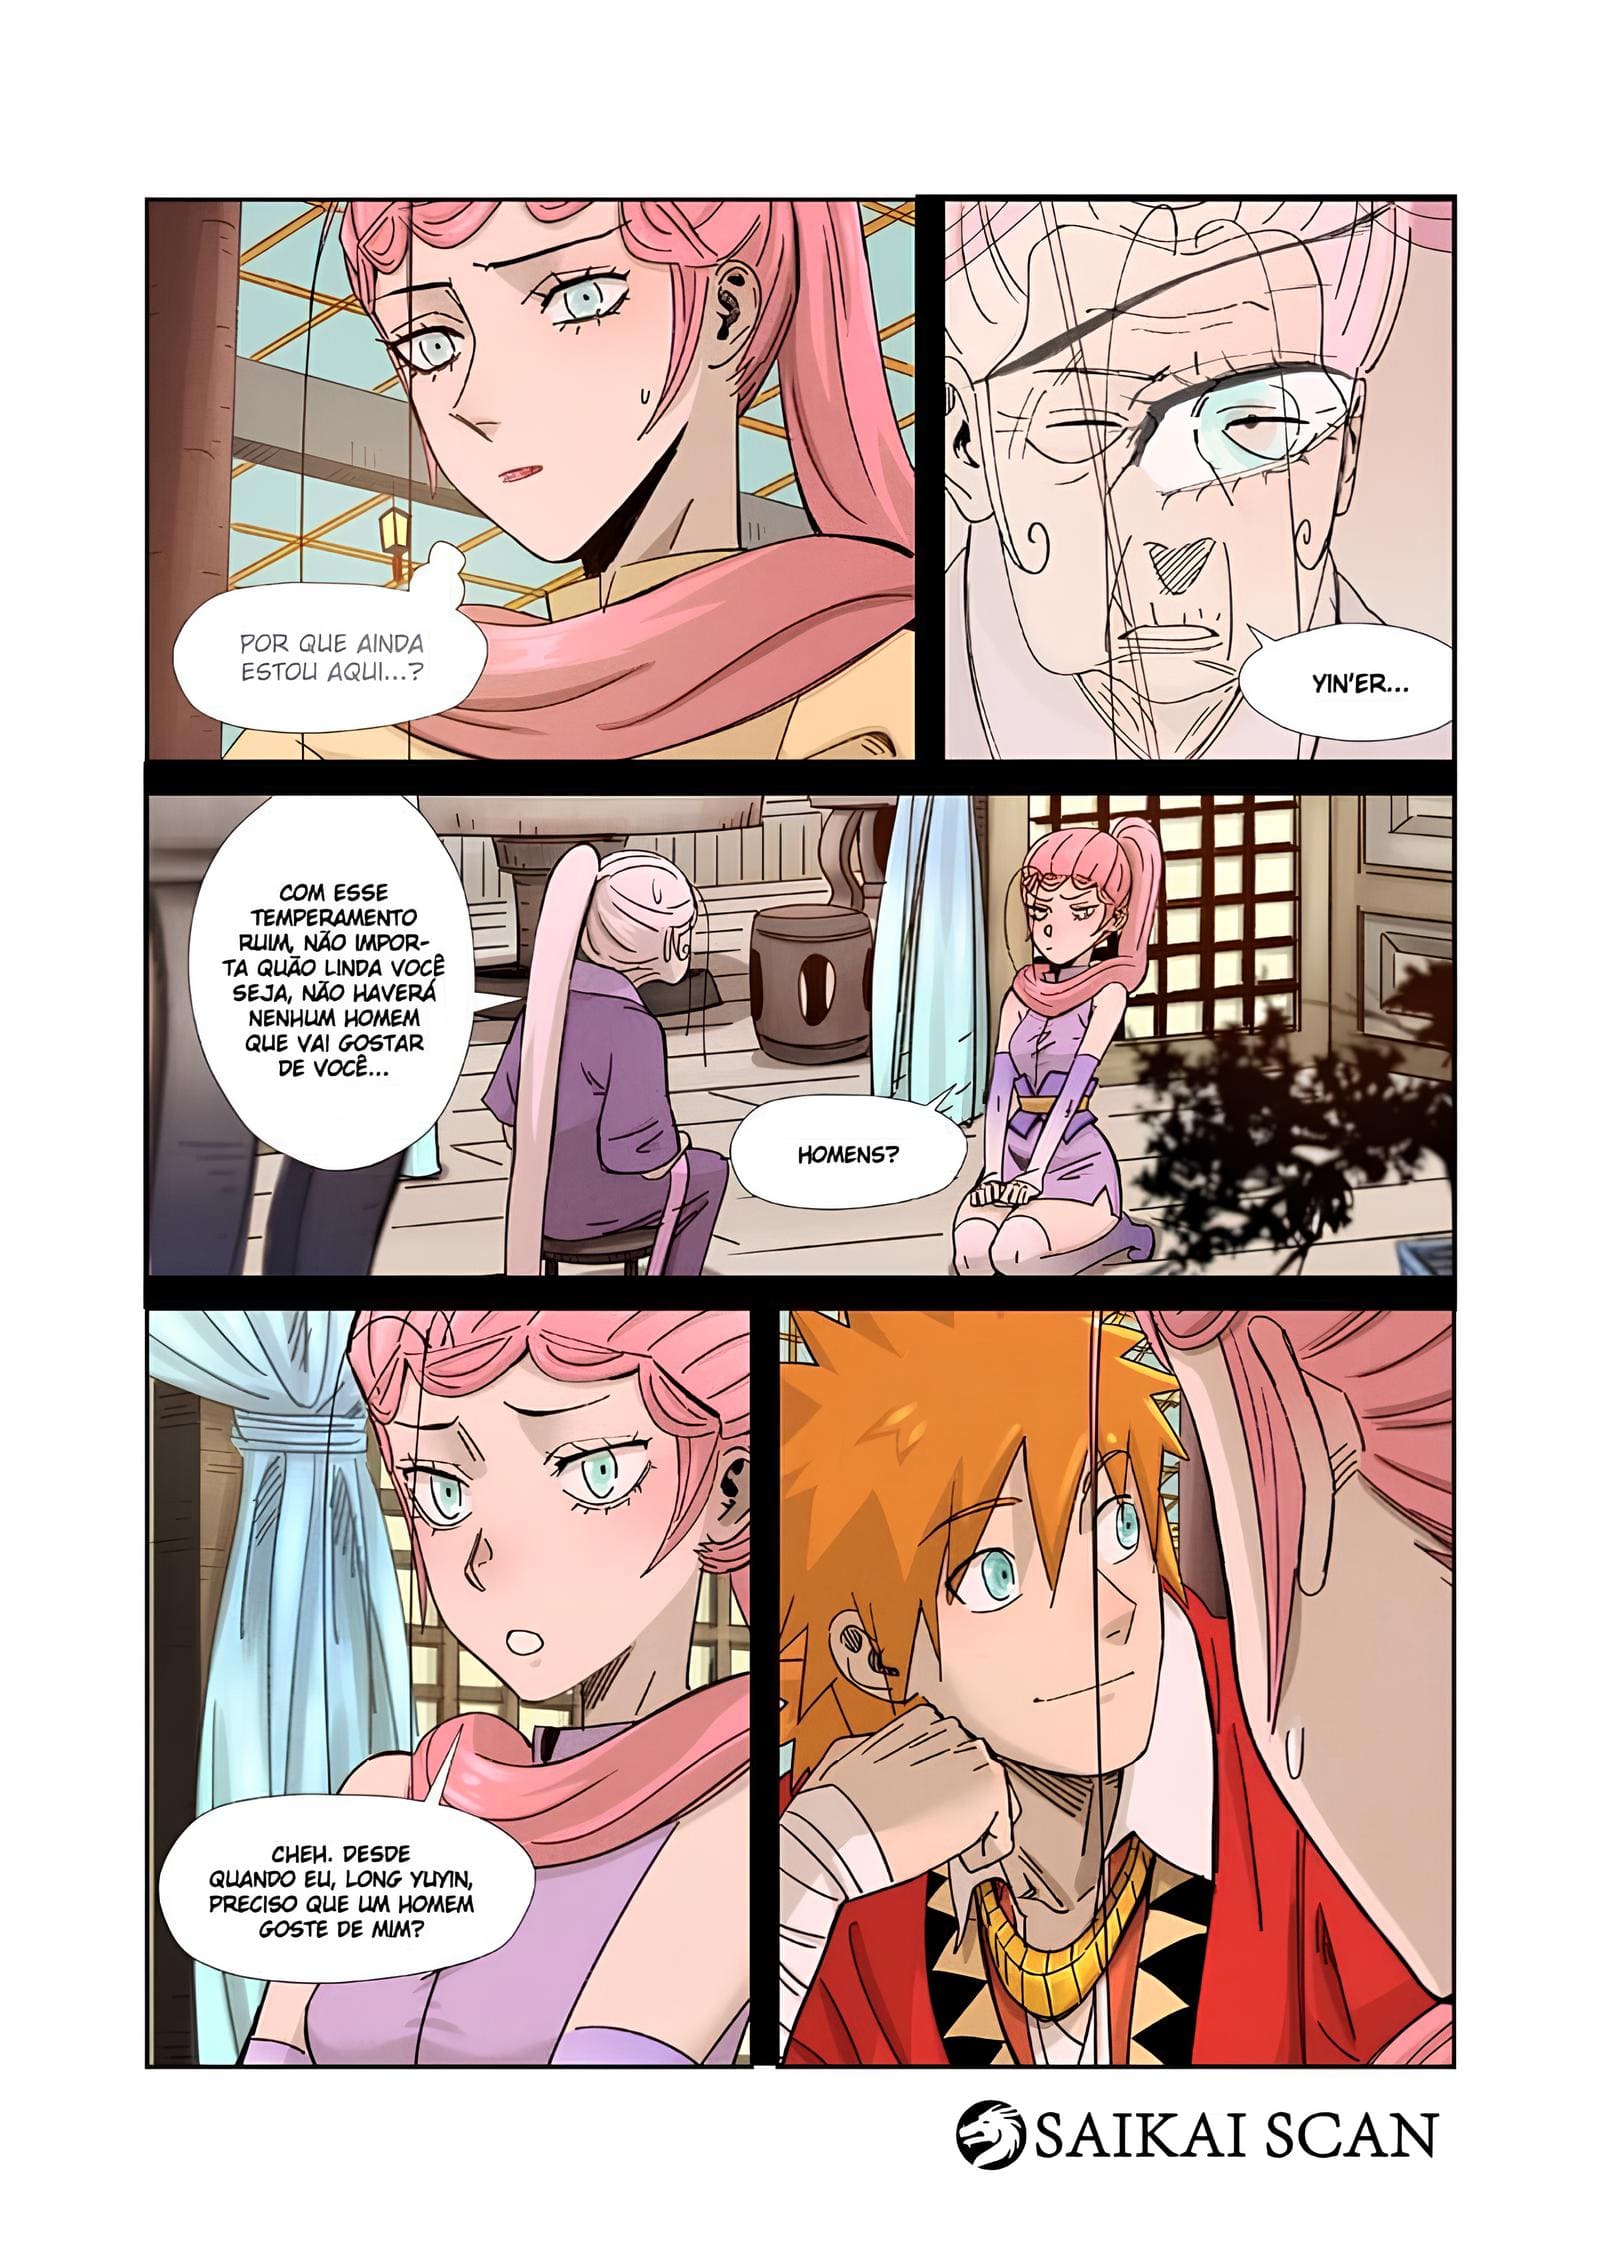 POR QUE AINDA
ESTOU AQUI...?
YIN'ER...
COM ESSE
TEMPERAMENTO
RUIM, NÃO IMPOR-
TA QUÃO LINDA VOCÊ
SEJA, NÃO HAVERÁ
NENHUM HOMEM
QUE VAI GOSTAR
DE VOCÊ...
HOMENS?
CHEH. DESDE
QUANDO EU, LONG YUYIN,
PRECISO QUE UM HOMEM
GOSTE DE MIM?
SAIKAI SCAN